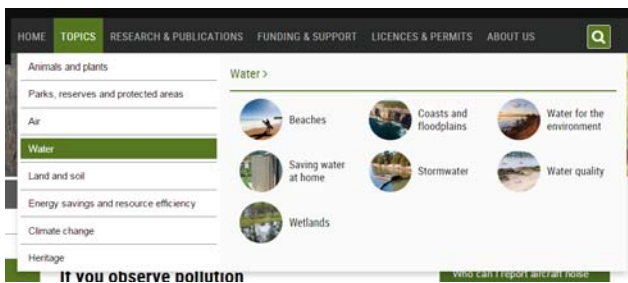 HOME TOPICS RESEARCH & PUBLICATIONS FUNDING & SUPPORT LICENCES & PERMITS ABOUT US
Animals and plants
Parks, reserves and protected areas
Air
Water
Land and soil
Energy savings and resource efficiency
Climate change
Heritage
Water >
Beaches
Coasts and
floodplains
Water for the
environment
Saving water
at home
Stormwater
Water quality
Wetlands
If you observe pollution
Who can I report aircraft noise